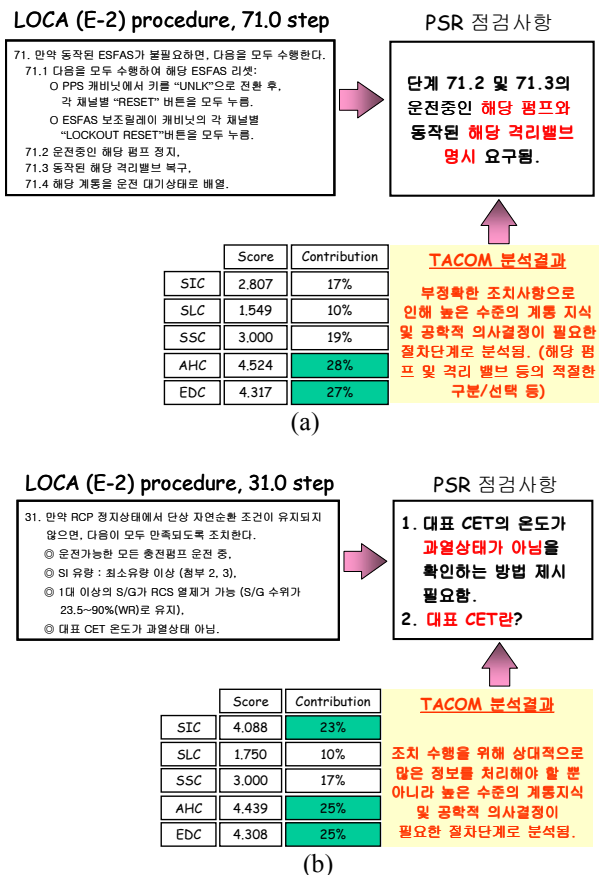 LOCA (E-2) procedure, 71.0 step
PSR 점검사항
71. 만약 동작된 ESFAS가 불필요하면, 다음을 모두 수행한다.
71.1 다음을 모두 수행하여 해당 ESFAS 리셋:
O PPS 캐비닛에서 키를 “UNLK”으로 전환 후,
각 채널별 “RESET” 버튼을 모두 누름.
O ESFAS 보조릴레이 캐비닛의 각 채널별
“LOCKOUT RESET”버튼을 모두 누름.
71.2 운전중인 해당 펌프 정지,
71.3 동작된 해당 격리밸브 복구,
71.4 해당 계통을 운전 대기상태로 배열.
단계 71.2 및 71.3의
운전중인 해당 펌프와
동작된 해당 격리밸브
명시 요구됨.
Score Contribution
SIC 2.807 17%
SLC 1.549 10%
SSC 3.000 19%
AHC 4.524 28%
EDC 4.317 27%
TACOM 분석결과
부정확한 조치사항으로
인해 높은 수준의 계통 지식
및 공학적 의사결정이 필요한
절차단계로 분석됨. (해당 펌
프 및 격리 밸브 등의 적절한
구분/선택 등)
(a)
LOCA (E-2) procedure, 31.0 step
PSR 점검사항
31. 만약 RCP 정지상태에서 단상 자연순환 조건이 유지되지
않으면, 다음이 모두 만족되도록 조치한다.
◎ 운전가능한 모든 충전펌프 운전 중,
◎ SI 유량 : 최소유량 이상 (첨부 2, 3),
◎ 1대 이상의 S/G가 RCS 열제거 가능 (S/G 수위가
23.5~90%(WR)로 유지),
◎ 대표 CET 온도가 과열상태 아님.
1. 대표 CET의 온도가
과열상태가 아님을
확인하는 방법 제시
필요함.
2. 대표 CET란?
Score Contribution
SIC 4.088 23%
SLC 1.750 10%
SSC 3.000 17%
AHC 4.439 25%
EDC 4.308 25%
TACOM 분석결과
조치 수행을 위해 상대적으로
많은 정보를 처리해야 할 뿐
아니라 높은 수준의 계통지식
및 공학적 의사결정이
필요한 절차단계로 분석됨.
(b)